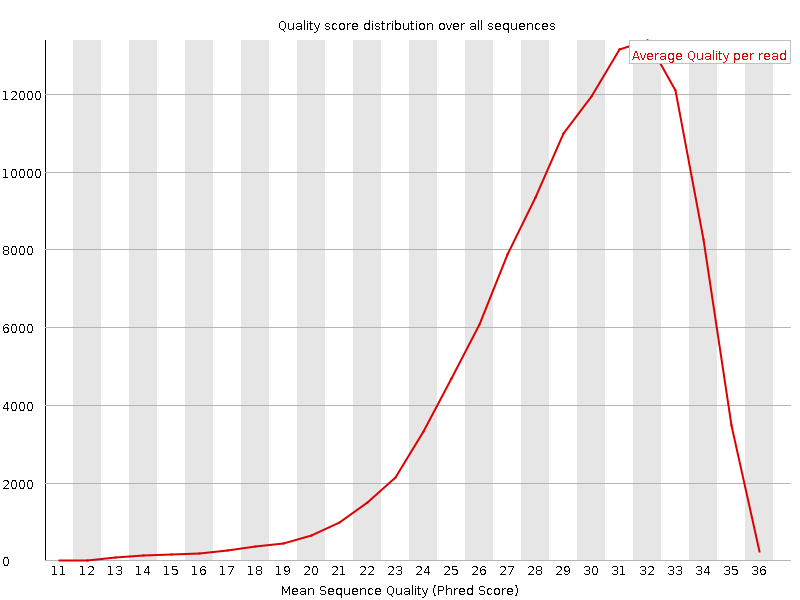 Quality score distribution over all sequences
Average Quality per read
12000
10000
8000
6000
4000
2000
0
11 12 13 14 15 16 17 18 19 20 21 22 23 24 25 26 27 28 29 30 31 32 33 34 35 36
Mean Sequence Quality (Phred Score)